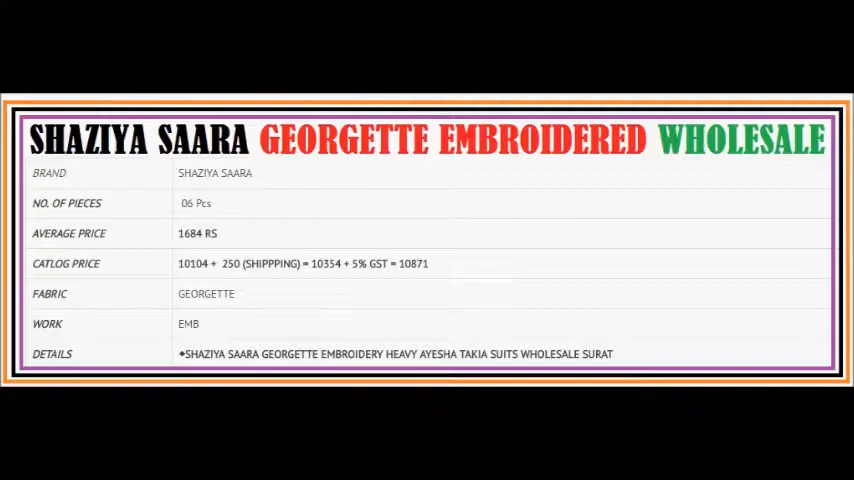 SHAZIYA SAARA GEORGETTE EMBROIDERED WHOLESALE
BRAND SHAZIYA SAARA
NO. OF PIECES 06 Pcs
AVERAGE PRICE 1684 RS
CATLOG PRICE 10104 + 250 (SHIPPPING) = 10354 + 5% GST = 10871
FABRIC GEORGETTE
WORK EMB
DETAILS •SHAZIYA SAARA GEORGETTE EMBROIDERY HEAVY AYESHA TAKIA SUITS WHOLESALE SURAT